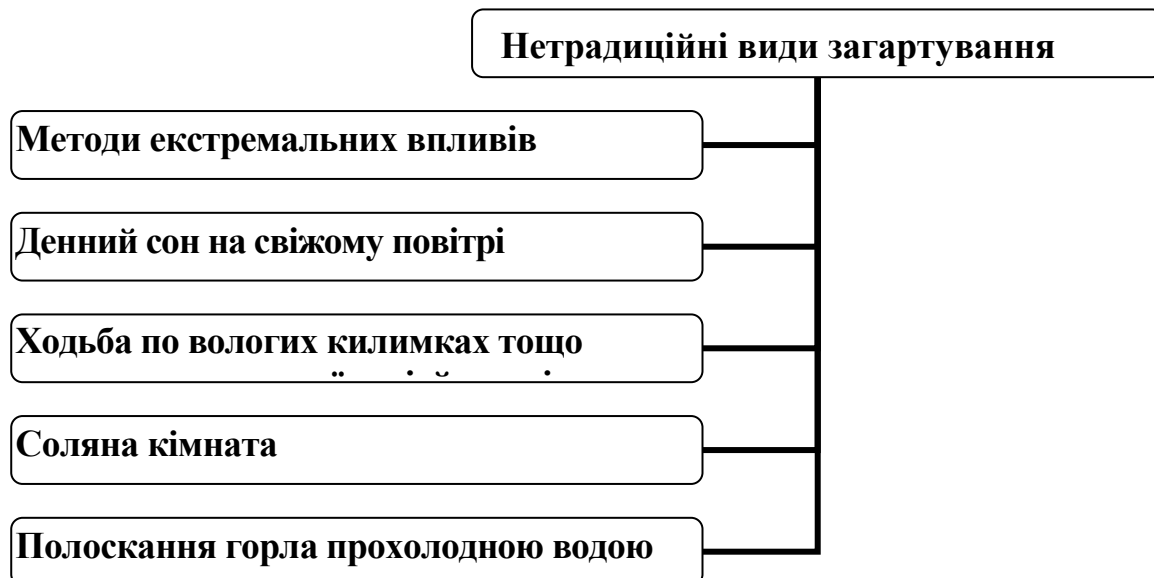 Нетрадиційні види загартування
Методи екстремальних впливів
Денний сон на свіжому повітрі
Ходьба по вологих килимках тощо
Соляна кімната
Полоскання горла прохолодною водою